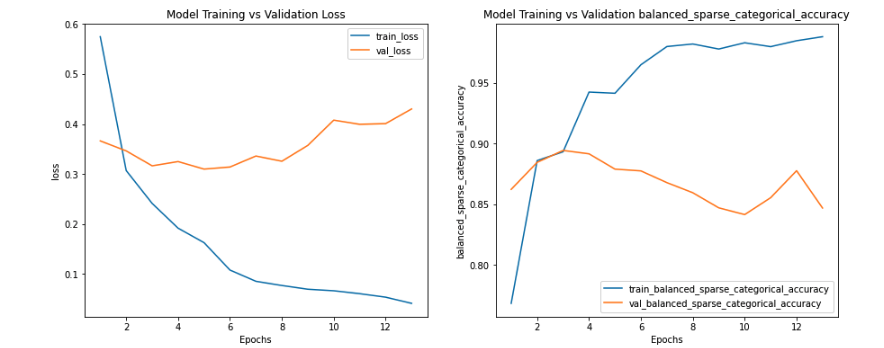 Model Training vs Validation Loss
train_loss
val_loss
0.6
0.5
0.4
0.3
0.2
0.1
loss
2
4
6
8
10
12
Epochs
Model Training vs Validation balanced_sparse_categorical_accuracy
0.95
0.90
0.85
0.80
balanced_sparse_categorical_accuracy
train_balanced_sparse_categorical_accuracy
val_balanced_sparse_categorical_accuracy
2
4
6
8
10
12
Epochs